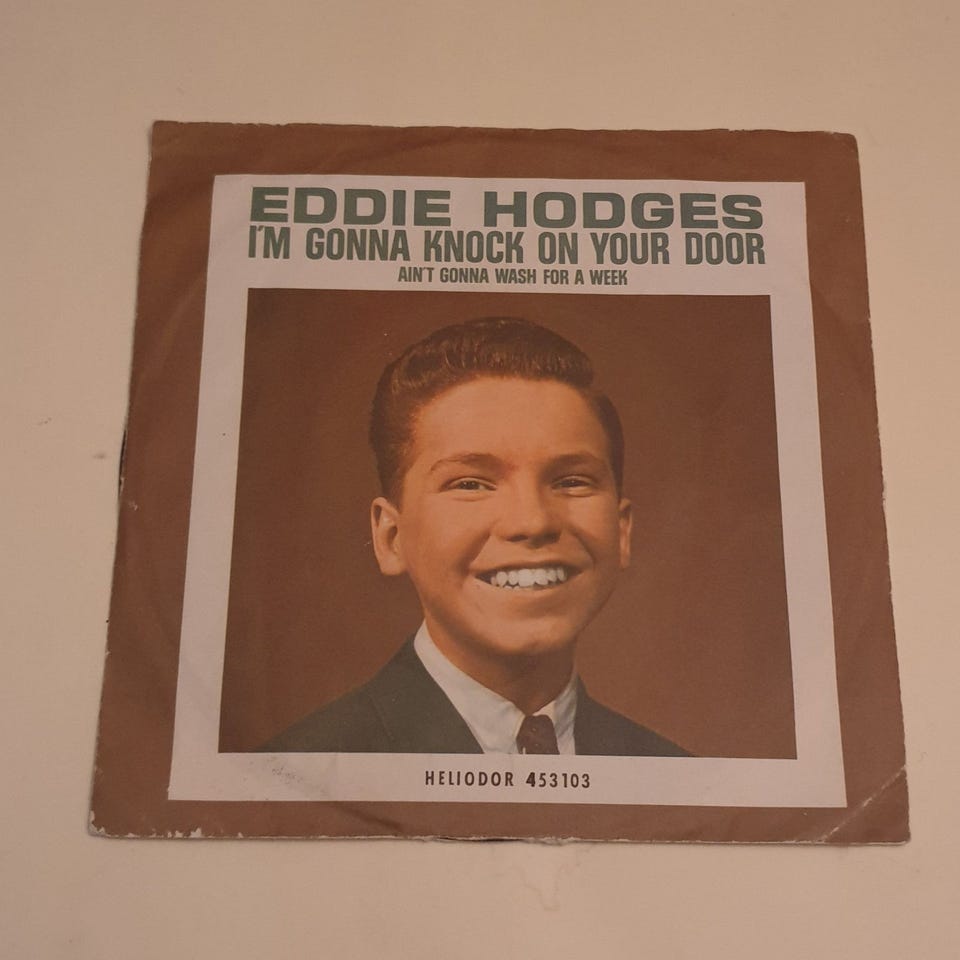 EDDIE HODGES
I'M GONNA KNOCK ON YOUR DOOR
AIN'T GONNA WASH FOR A WEEK
HELIODOR 453103